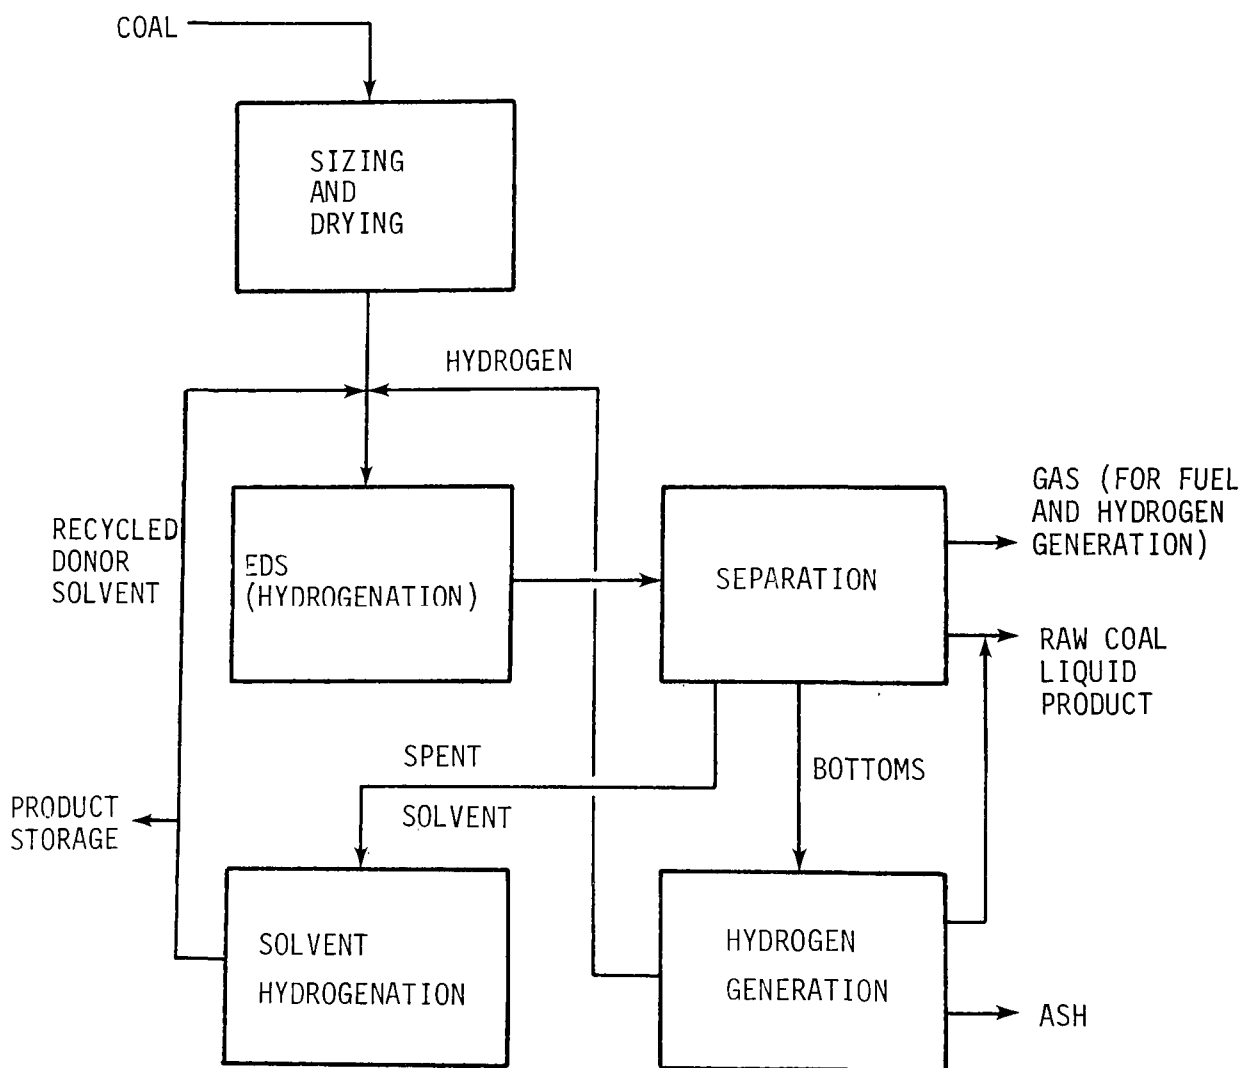 COAL
SIZING
AND
DRYING
HYDROGEN
RECYCLED
DONOR
SOLVENT
EDS
(HYDROGENATION)
SEPARATION
GAS (FOR FUEL
AND HYDROGEN
GENERATION)
RAW COAL
LIQUID
PRODUCT
SPENT
SOLVENT
BOTTOMS
PRODUCT
STORAGE
SOLVENT
HYDROGENATION
HYDROGEN
GENERATION
ASH